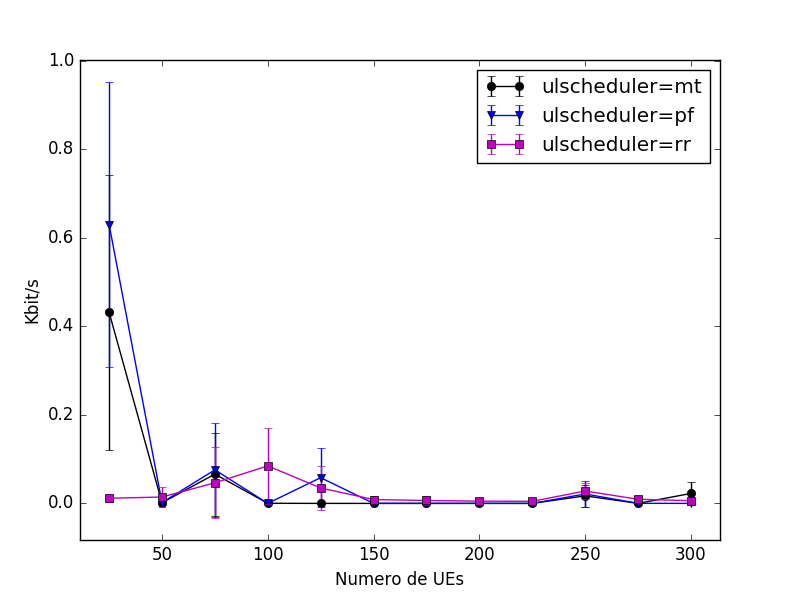 1.0
0.8
0.6
0.4
0.2
0.0
Kbit/s
ulscheduler=mt
ulscheduler=pf
ulscheduler=rr
50 100 150 200 250 300
Numero de UEs